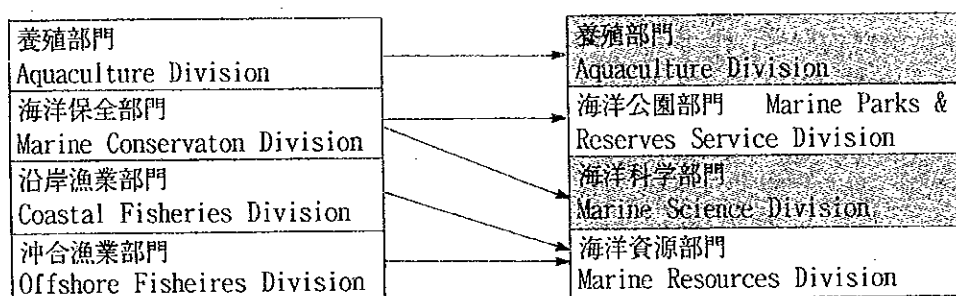 養殖部門
Aquaculture Division
海洋保全部門
Marine Conservaton Division
沿岸漁業部門
Coastal Fisheries Division
沖合漁業部門
Offshore Fisheires Division
養殖部門
Aquaculture Division
海洋公園部門 Marine Parks &
Reserves Service Division
海洋科学部門
Marine Science Division
海洋資源部門
Marine Resources Division